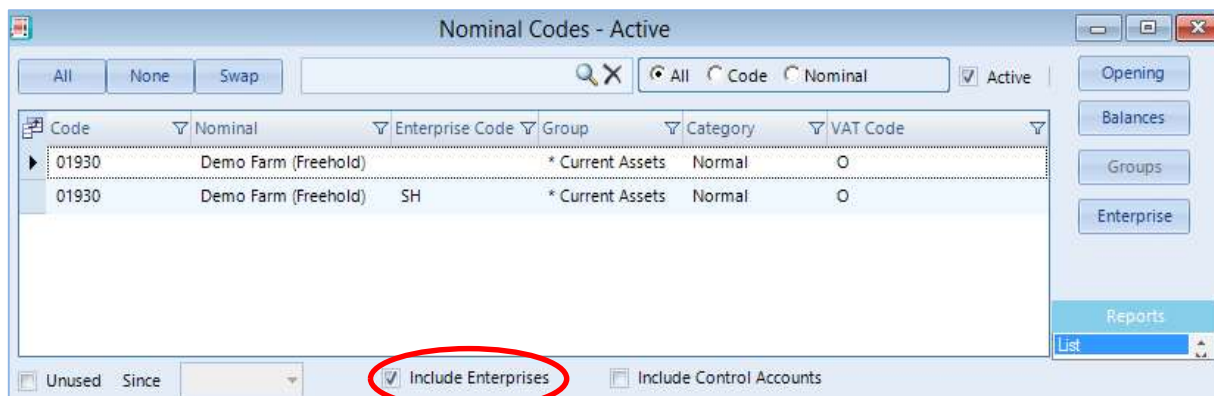 Nominal Codes - Active
All None Swap All Code Nominal Active Opening
Balances
Code Nominal Enterprise Code Group Category VAT Code
01930 Demo Farm (Freehold) * Current Assets Normal O
Groups
01930 Demo Farm (Freehold) SH * Current Assets Normal O
Enterprise
Reports
List
Unused Since Include Enterprises Include Control Accounts